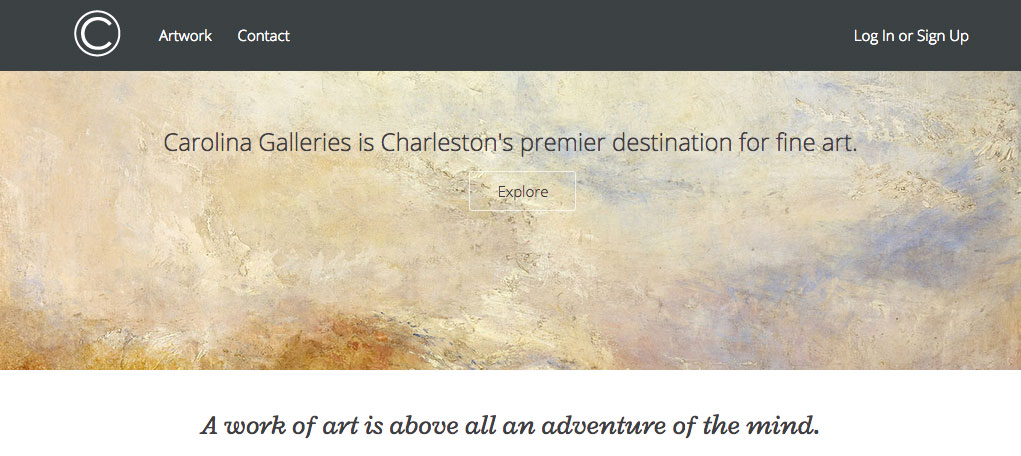 C
Artwork Contact Log In or Sign Up
Carolina Galleries is Charleston's premier destination for fine art.
Explore
A work of art is above all an adventure of the mind.